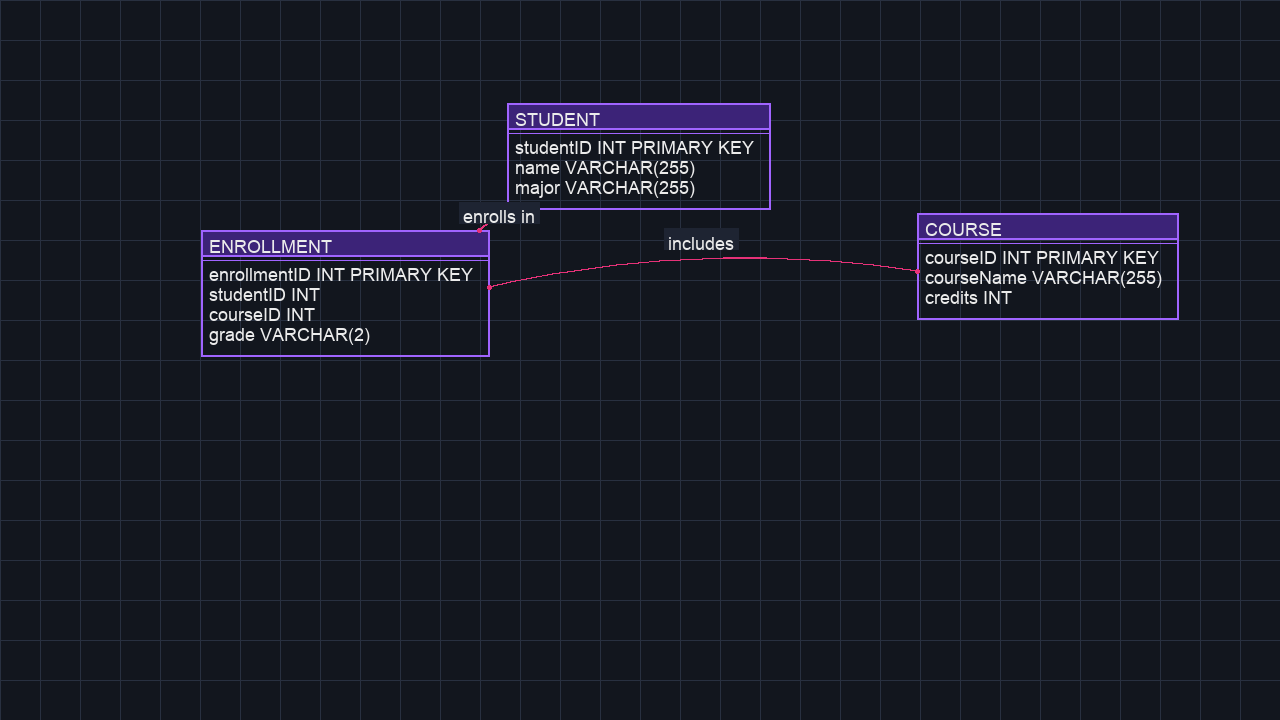 STUDENT
studentID INT PRIMARY KEY
name VARCHAR(255)
major VARCHAR(255)
enrolls in
ENROLLMENT
enrollmentID INT PRIMARY KEY
studentID INT
courseID INT
grade VARCHAR(2)
includes
COURSE
courseID INT PRIMARY KEY
courseName VARCHAR(255)
credits INT